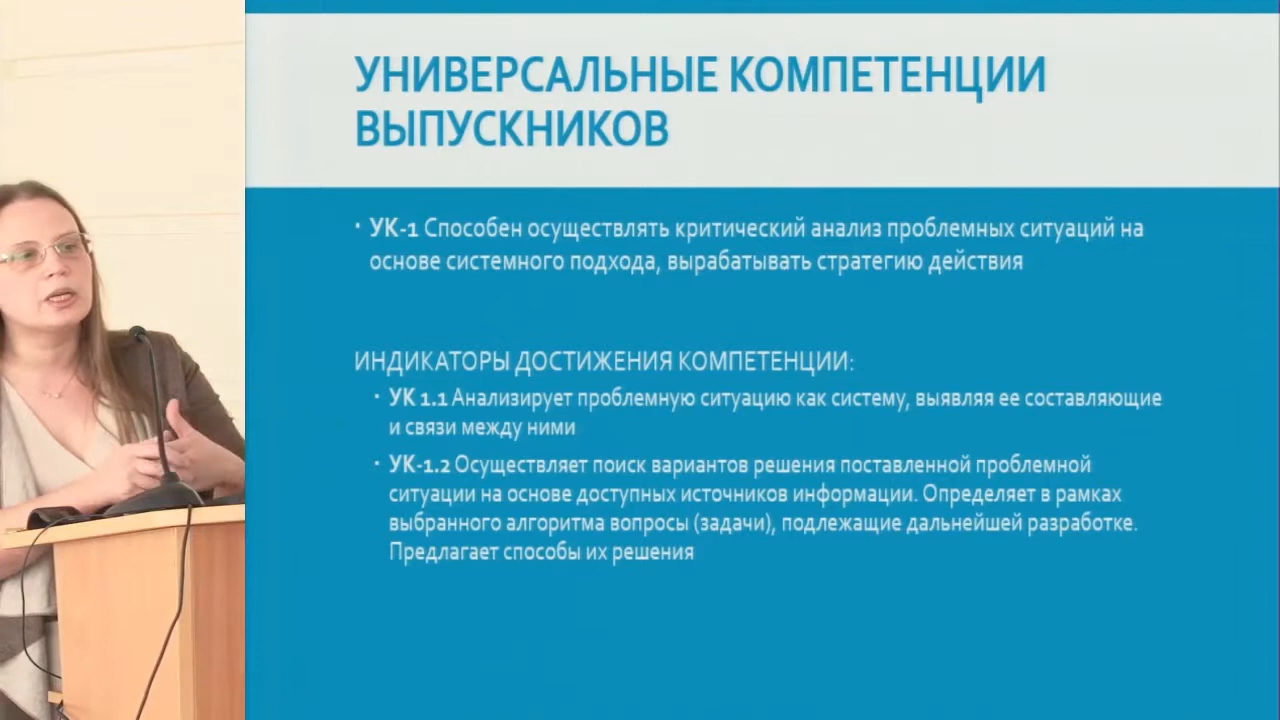 УНИВЕРСАЛЬНЫЕ КОМПЕТЕНЦИИ
ВЫПУСКНИКОВ
• УК-1 Способен осуществлять критический анализ проблемных ситуаций на
основе системного подхода, вырабатывать стратегию действия
ИНДИКАТОРЫ ДОСТИЖЕНИЯ КОМПЕТЕНЦИИ:
• УК 1.1 Анализирует проблемную ситуацию как систему, выявляя ее составляющие
и связи между ними
• УК-1.2 Осуществляет поиск вариантов решения поставленной проблемной
ситуации на основе доступных источников информации. Определяет в рамках
выбранного алгоритма вопросы (задачи), подлежащие дальнейшей разработке.
Предлагает способы их решения